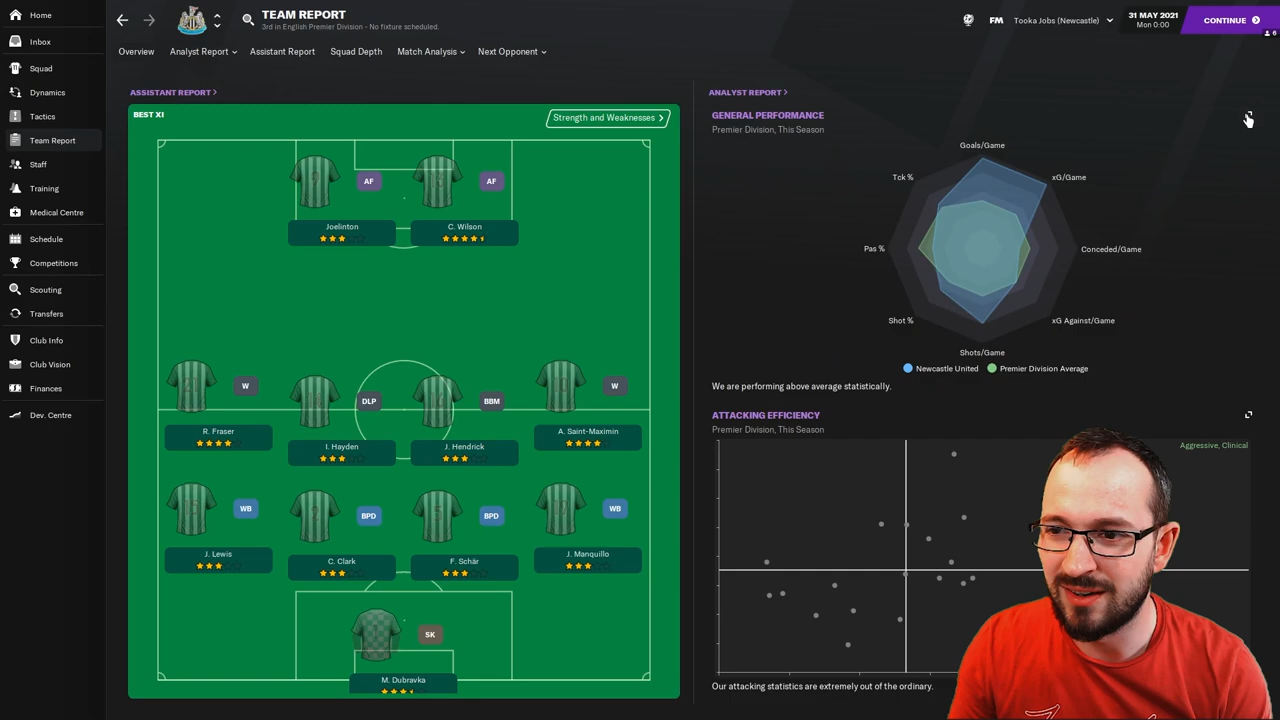 Home
Inbox
Squad
Dynamics
Tactics
Team Report
Staff
Training
Medical Centre
Schedule
Competitions
Scouting
Transfers
Club Info
Club Vision
Finances
Dev. Centre
TEAM REPORT
3rd in English Premier Division - No fixture scheduled.
FM
Tooka Jobs (Newcastle)
31 MAY 2021
Mon 0:00
CONTINUE
6
Overview
Analyst Report
Assistant Report
Squad Depth
Match Analysis
Next Opponent
ASSISTANT REPORT >
BEST XI
Strength and Weaknesses >
AF
AF
Joelinton
C. Wilson
W
DLP
BBM
W
R. Fraser
I. Hayden
J. Hendrick
A. Saint-Maximin
WB
BPD
BPD
WB
J. Lewis
C. Clark
F. Schär
J. Manquillo
SK
M. Dubravka
ANALYST REPORT >
GENERAL PERFORMANCE
Premier Division, This Season
Goals/Game
Tck %
xG/Game
Pas %
Conceded/Game
Shot %
xG Against/Game
Shots/Game
Newcastle United
Premier Division Average
We are performing above average statistically.
ATTACKING EFFICIENCY
Premier Division, This Season
Aggressive, Clinical
Our attacking statistics are extremely out of the ordinary.